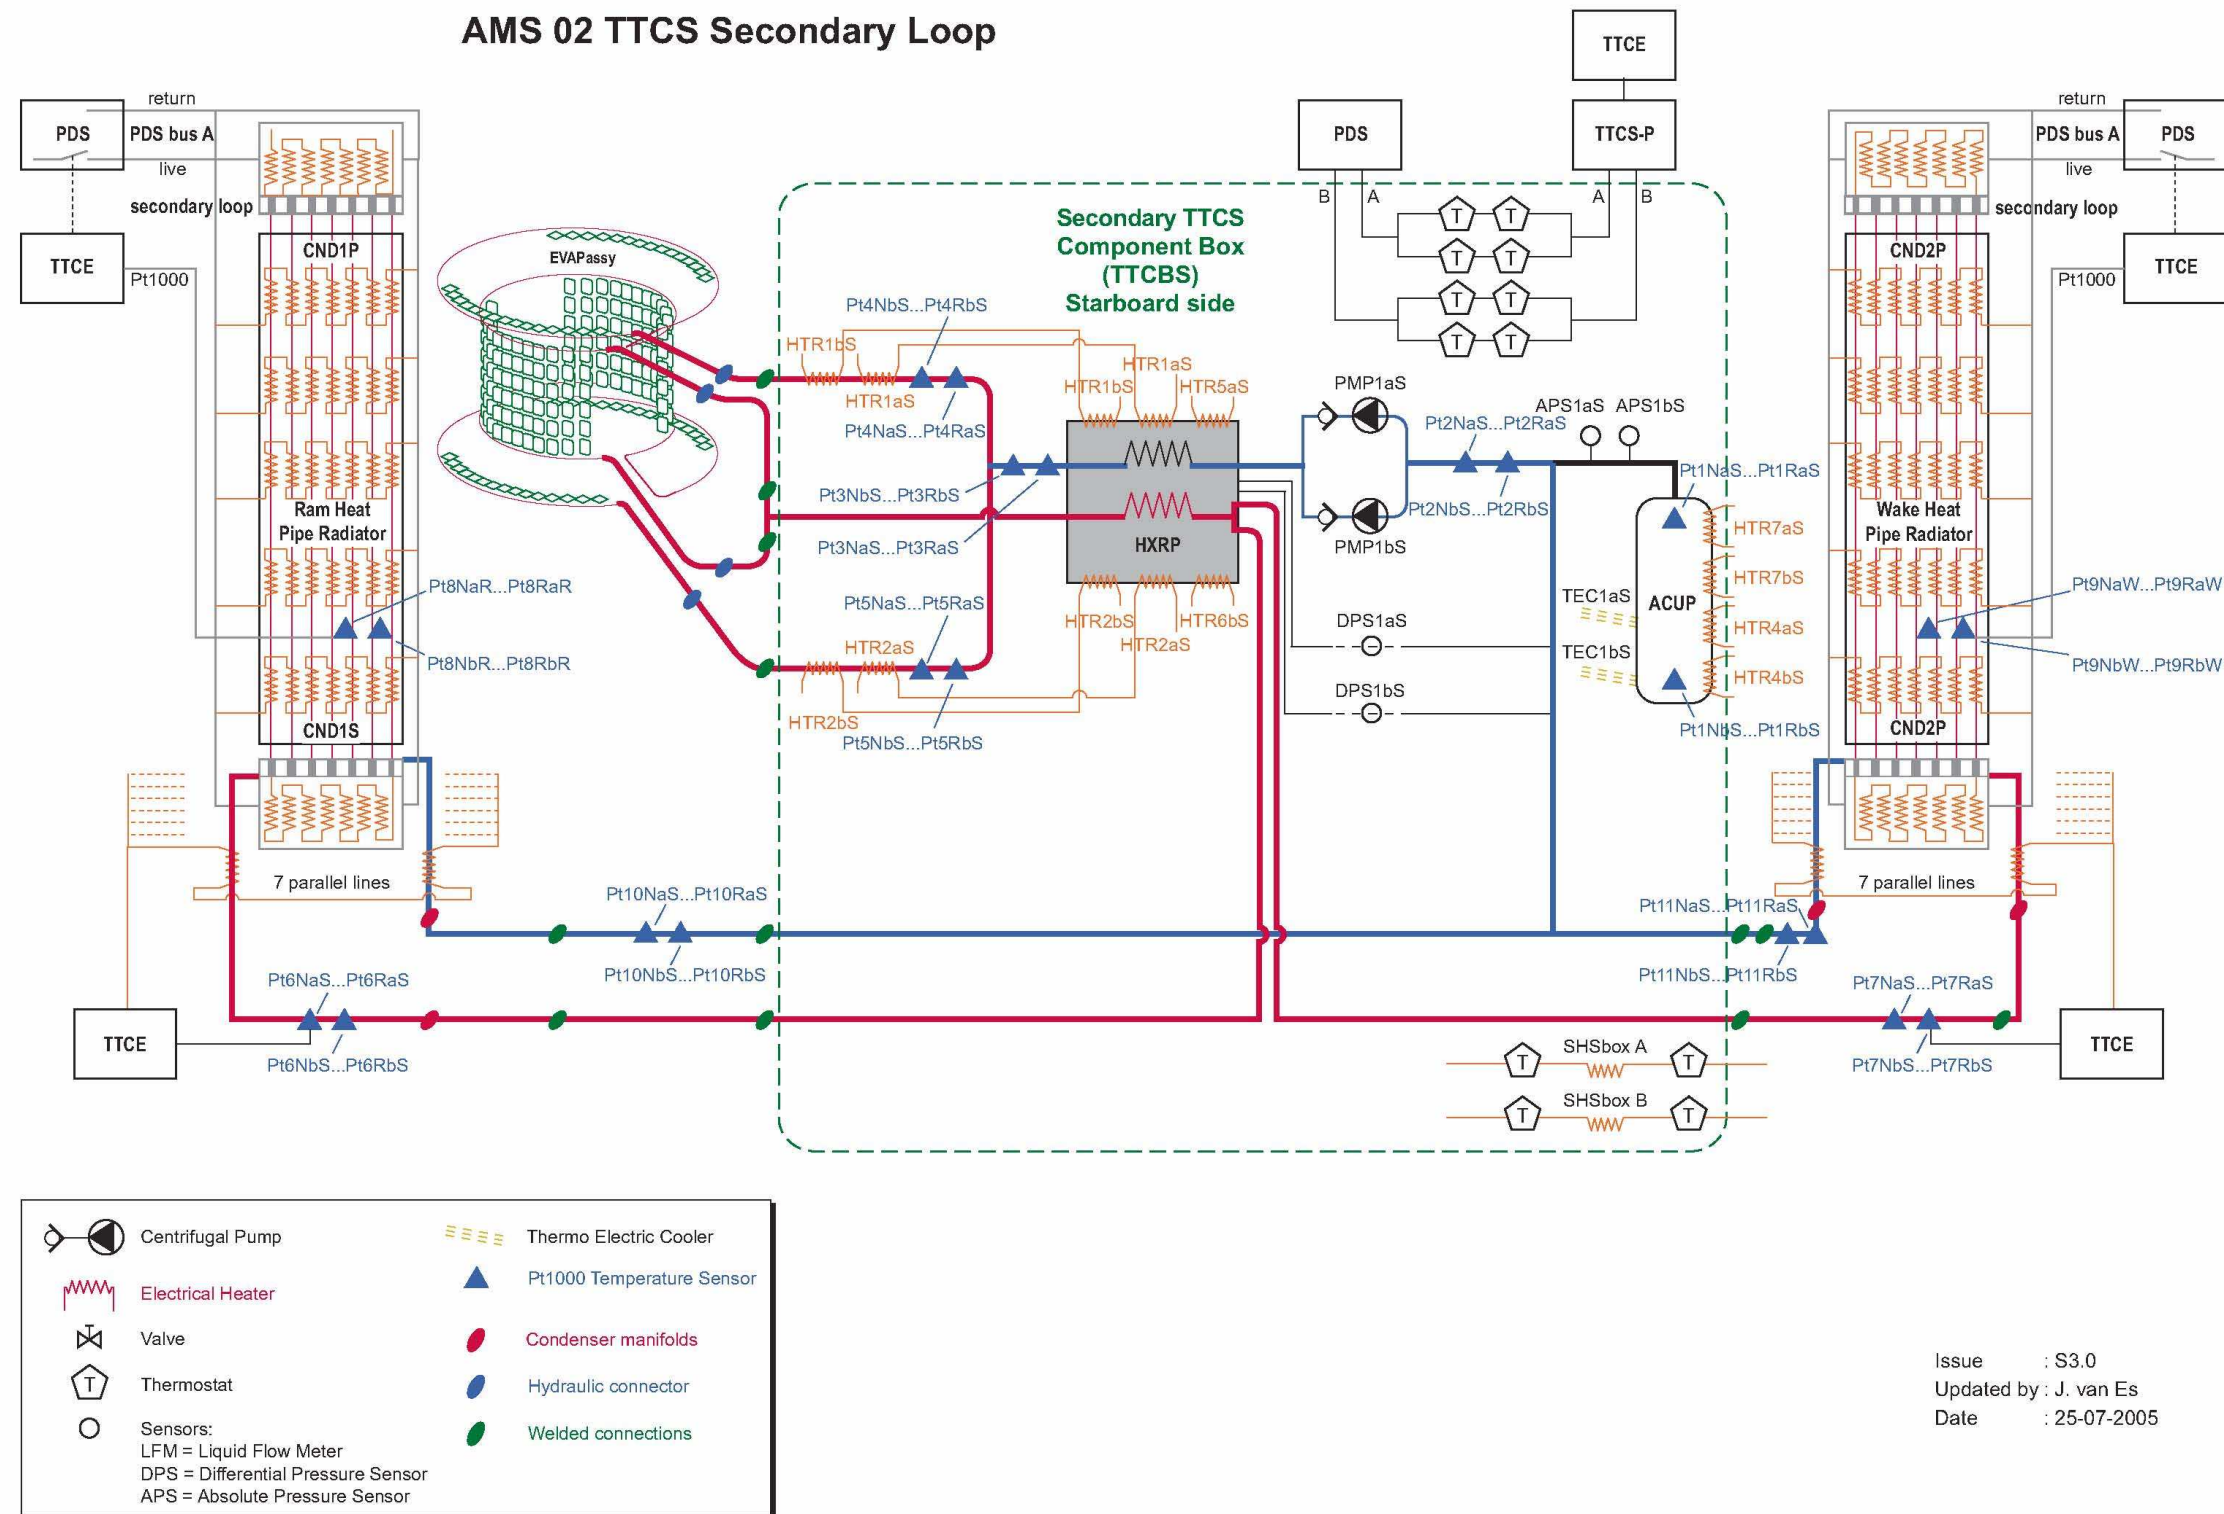 AMS 02 TTCS Secondary Loop
TTCE
PDS
PDS bus A
return
live
secondary loop
TTCE
Pt1000
CND1P
Ram Heat
Pipe Radiator
CND1S
Pt8NaR...Pt8RaR
Pt8NbR...Pt8RbR
7 parallel lines
EVAPassy
Secondary TTCS
Component Box
(TTCBS)
Starboard side
PDS
TTCS-P
B
A
A
B
T
T
T
T
T
T
T
T
return
PDS bus A
PDS
live
secondary loop
TTCE
Pt1000
CND2P
Wake Heat
Pipe Radiator
CND2P
Pt9NaW...Pt9RaW
Pt9NbW...Pt9RbW
7 parallel lines
Pt4NbS...Pt4RbS
HTR1bS
HTR1aS
Pt4NaS...Pt4RaS
HTR1aS
HTR1bS
HTR5aS
Pt3NbS...Pt3RbS
Pt3NaS...Pt3RaS
HXRP
PMP1aS
PMP1bS
Pt2NaS...Pt2RaS
Pt2NbS...Pt2RbS
APS1aS
APS1bS
Pt1NaS...Pt1RaS
HTR7aS
HTR7bS
HTR4aS
HTR4bS
TEC1aS
TEC1bS
ACUP
Pt1NbS...Pt1RbS
Pt5NaS...Pt5RaS
HTR2aS
HTR2bS
Pt5NbS...Pt5RbS
HTR2bS
HTR6bS
HTR2aS
DPS1aS
DPS1bS
Pt10NaS...Pt10RaS
Pt10NbS...Pt10RbS
Pt11NaS...Pt11RaS
Pt11NbS...Pt11RbS
Pt6NaS...Pt6RaS
Pt6NbS...Pt6RbS
TTCE
Pt7NaS...Pt7RaS
Pt7NbS...Pt7RbS
TTCE
T
SHSbox A
T
T
SHSbox B
T
Centrifugal Pump
Electrical Heater
Valve
T
Thermostat
Sensors:
LFM = Liquid Flow Meter
DPS = Differential Pressure Sensor
APS = Absolute Pressure Sensor
Thermo Electric Cooler
Pt1000 Temperature Sensor
Condenser manifolds
Hydraulic connector
Welded connections
Issue : S3.0
Updated by : J. van Es
Date : 25-07-2005